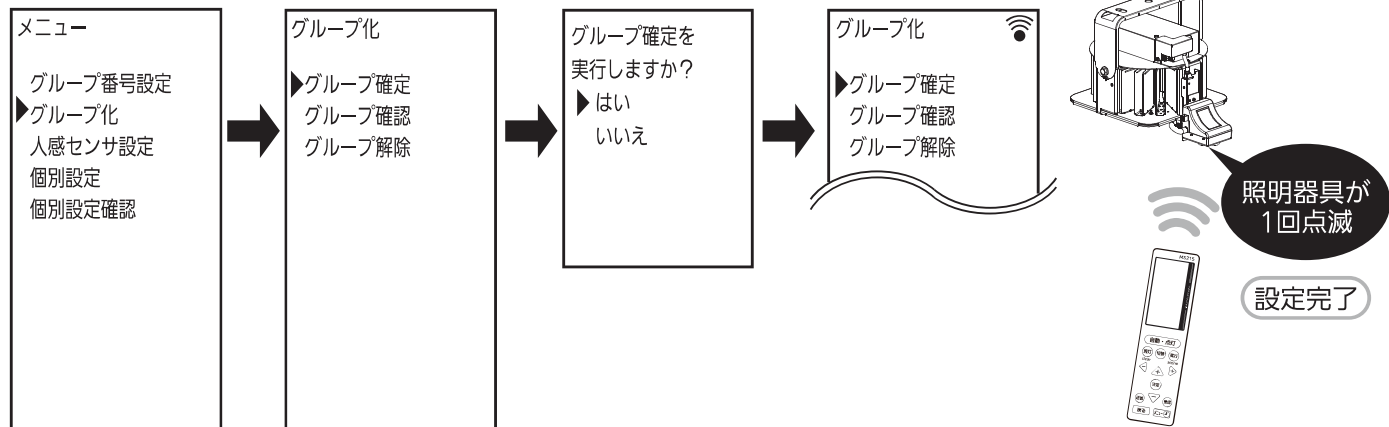 メニュー
グループ番号設定
グループ化
人感センサ設定
個別設定
個別設定確認
グループ化
グループ確定
グループ確認
グループ解除
グループ確定を
実行しますか？
はい
いいえ
グループ化
グループ確定
グループ確認
グループ解除
照明器具が
1回点滅
設定完了
自動・点灯